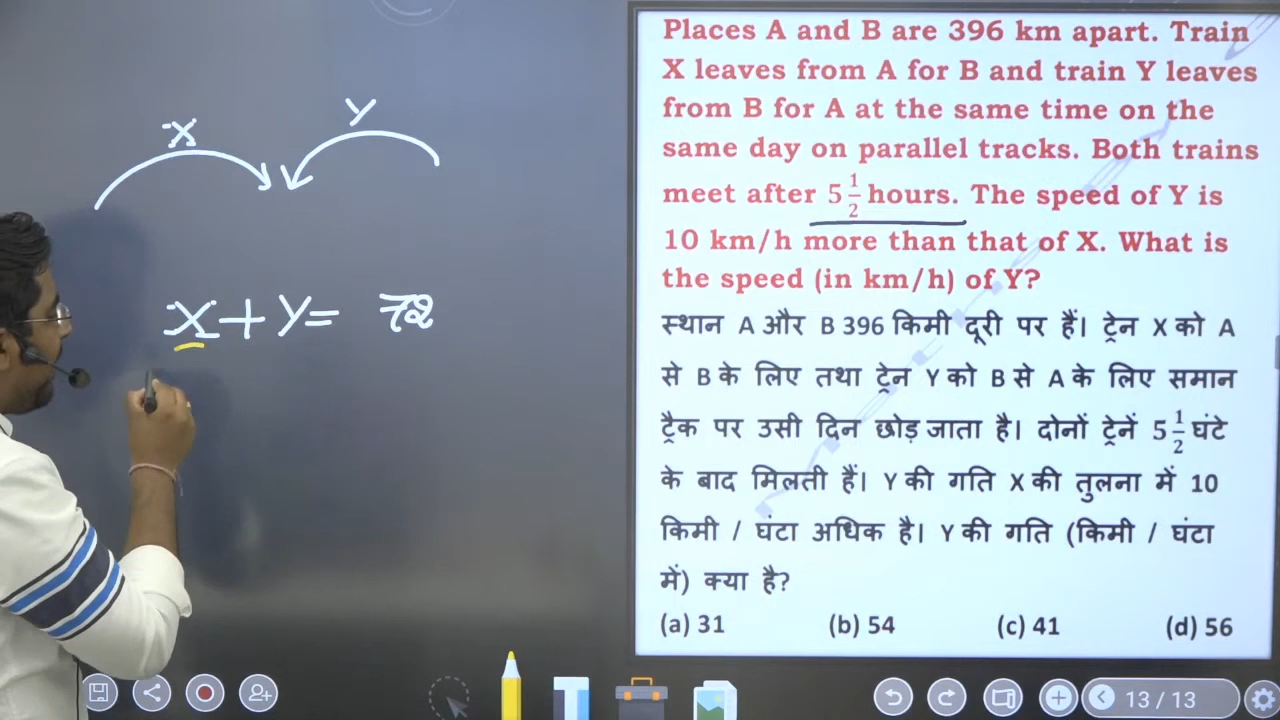 X
Y
X + Y = 72
Places A and B are 396 km apart. Train
X leaves from A for B and train Y leaves
from B for A at the same time on the
same day on parallel tracks. Both trains
meet after 5 1/2 hours. The speed of Y is
10 km/h more than that of X. What is
the speed (in km/h) of Y?
स्थान A और B 396 किमी दूरी पर हैं। ट्रेन X को A
से B के लिए तथा ट्रेन Y को B से A के लिए समान
ट्रैक पर उसी दिन छोड़ जाता है। दोनों ट्रेनें 5 1/2 घंटे
के बाद मिलती हैं। Y की गति X की तुलना में 10
किमी / घंटा अधिक है। Y की गति (किमी / घंटा
में) क्या है?
(a) 31 (b) 54 (c) 41 (d) 56
13 / 13